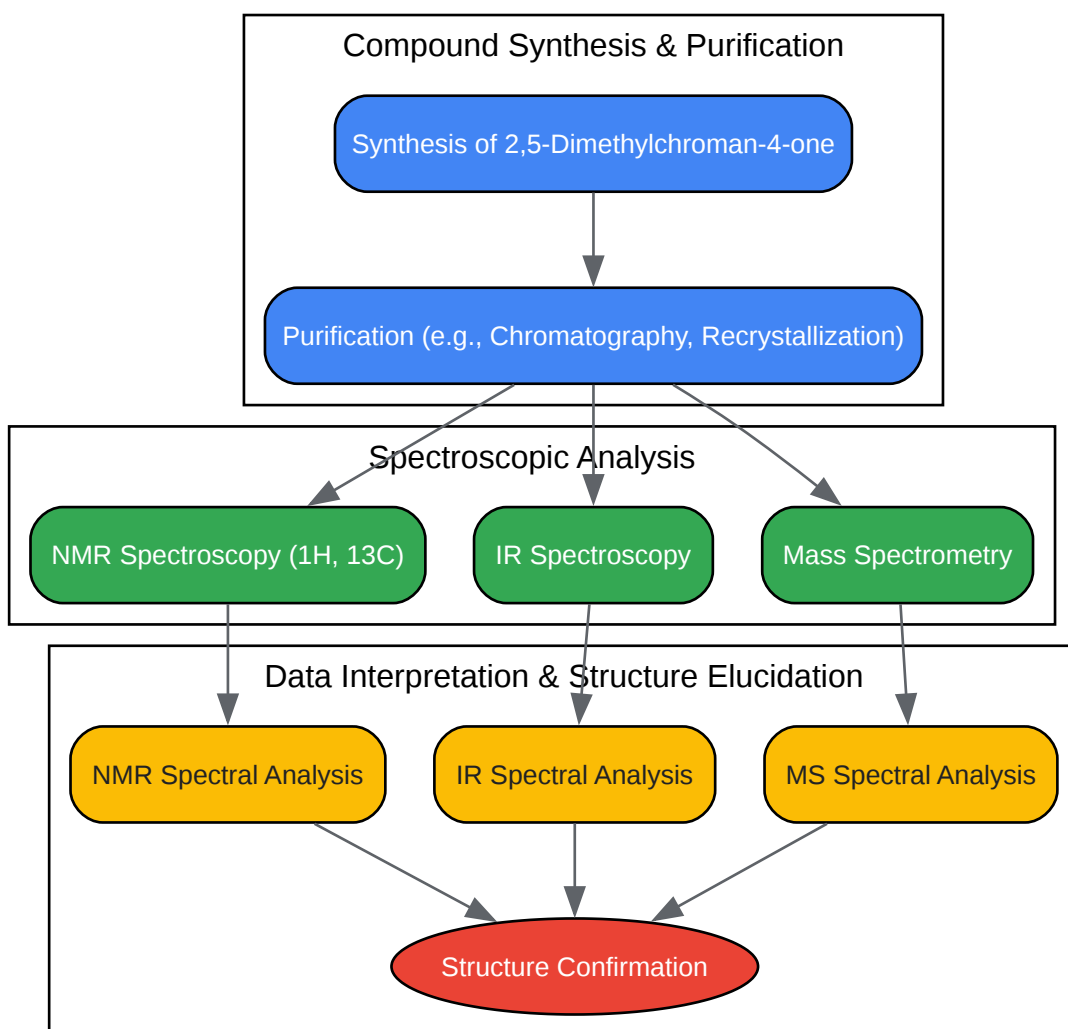 Compound Synthesis & Purification
Synthesis of 2,5-Dimethylchroman-4-one
Purification (e.g., Chromatography, Recrystallization)
Spectroscopic Analysis
NMR Spectroscopy (1H, 13C)
IR Spectroscopy
Mass Spectrometry
Data Interpretation & Structure Elucidation
NMR Spectral Analysis
IR Spectral Analysis
MS Spectral Analysis
Structure Confirmation